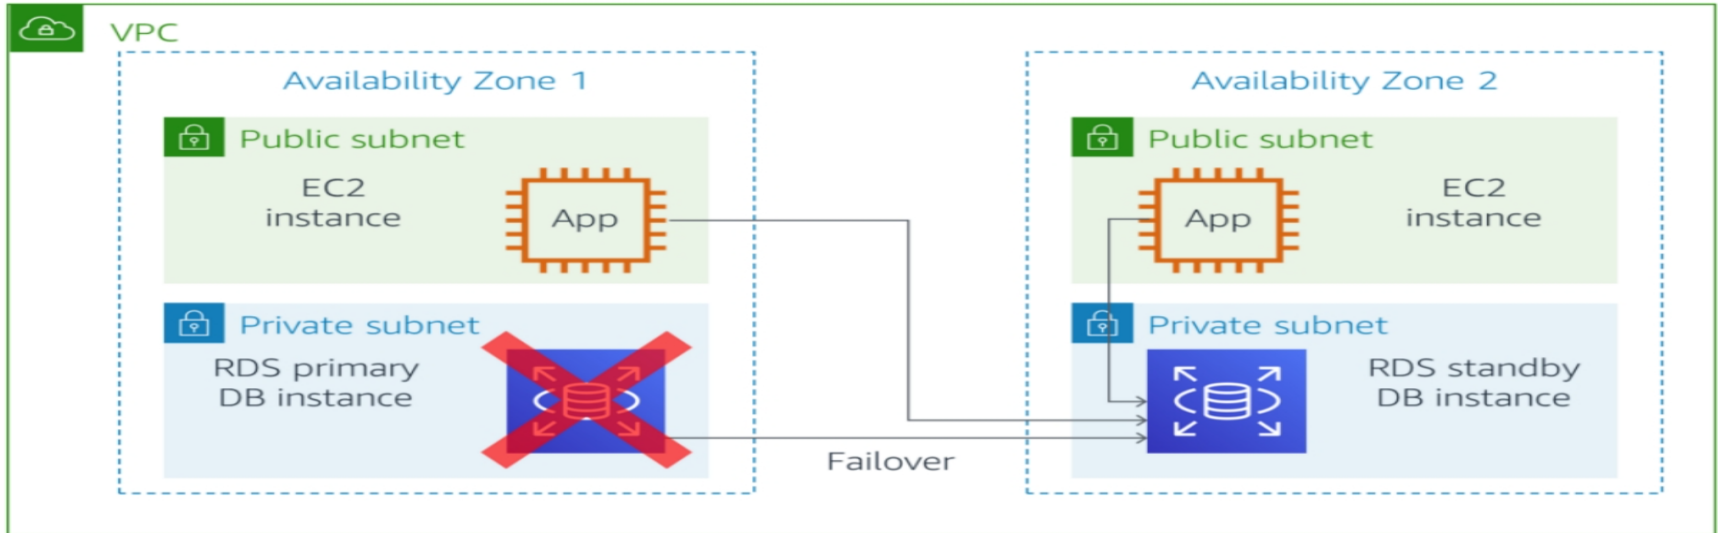 VPC
Availability Zone 1
Public subnet
EC2
instance
App
Private subnet
RDS primary
DB instance
Failover
Availability Zone 2
Public subnet
App
EC2
instance
Private subnet
RDS standby
DB instance